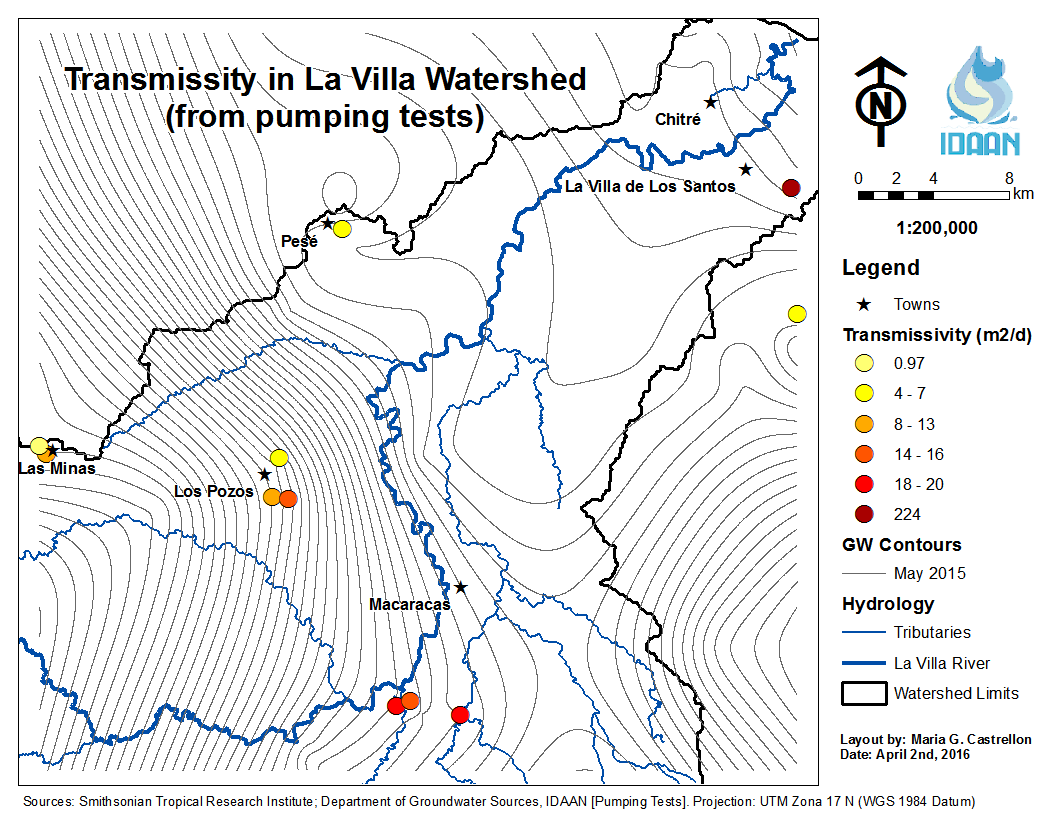 Transmissity in La Villa Watershed
(from pumping tests)
Chitré
La Villa de Los Santos
Pesé
Las Minas
Los Pozos
Macaracas
N
IDAAN
0 2 4 8
km
1:200,000
Legend
Towns
Transmissivity (m2/d)
0.97
4 - 7
8 - 13
14 - 16
18 - 20
224
GW Contours
May 2015
Hydrology
Tributaries
La Villa River
Watershed Limits
Layout by: Maria G. Castrellon
Date: April 2nd, 2016
Sources: Smithsonian Tropical Research Institute; Department of Groundwater Sources, IDAAN [Pumping Tests]. Projection: UTM Zona 17 N (WGS 1984 Datum)